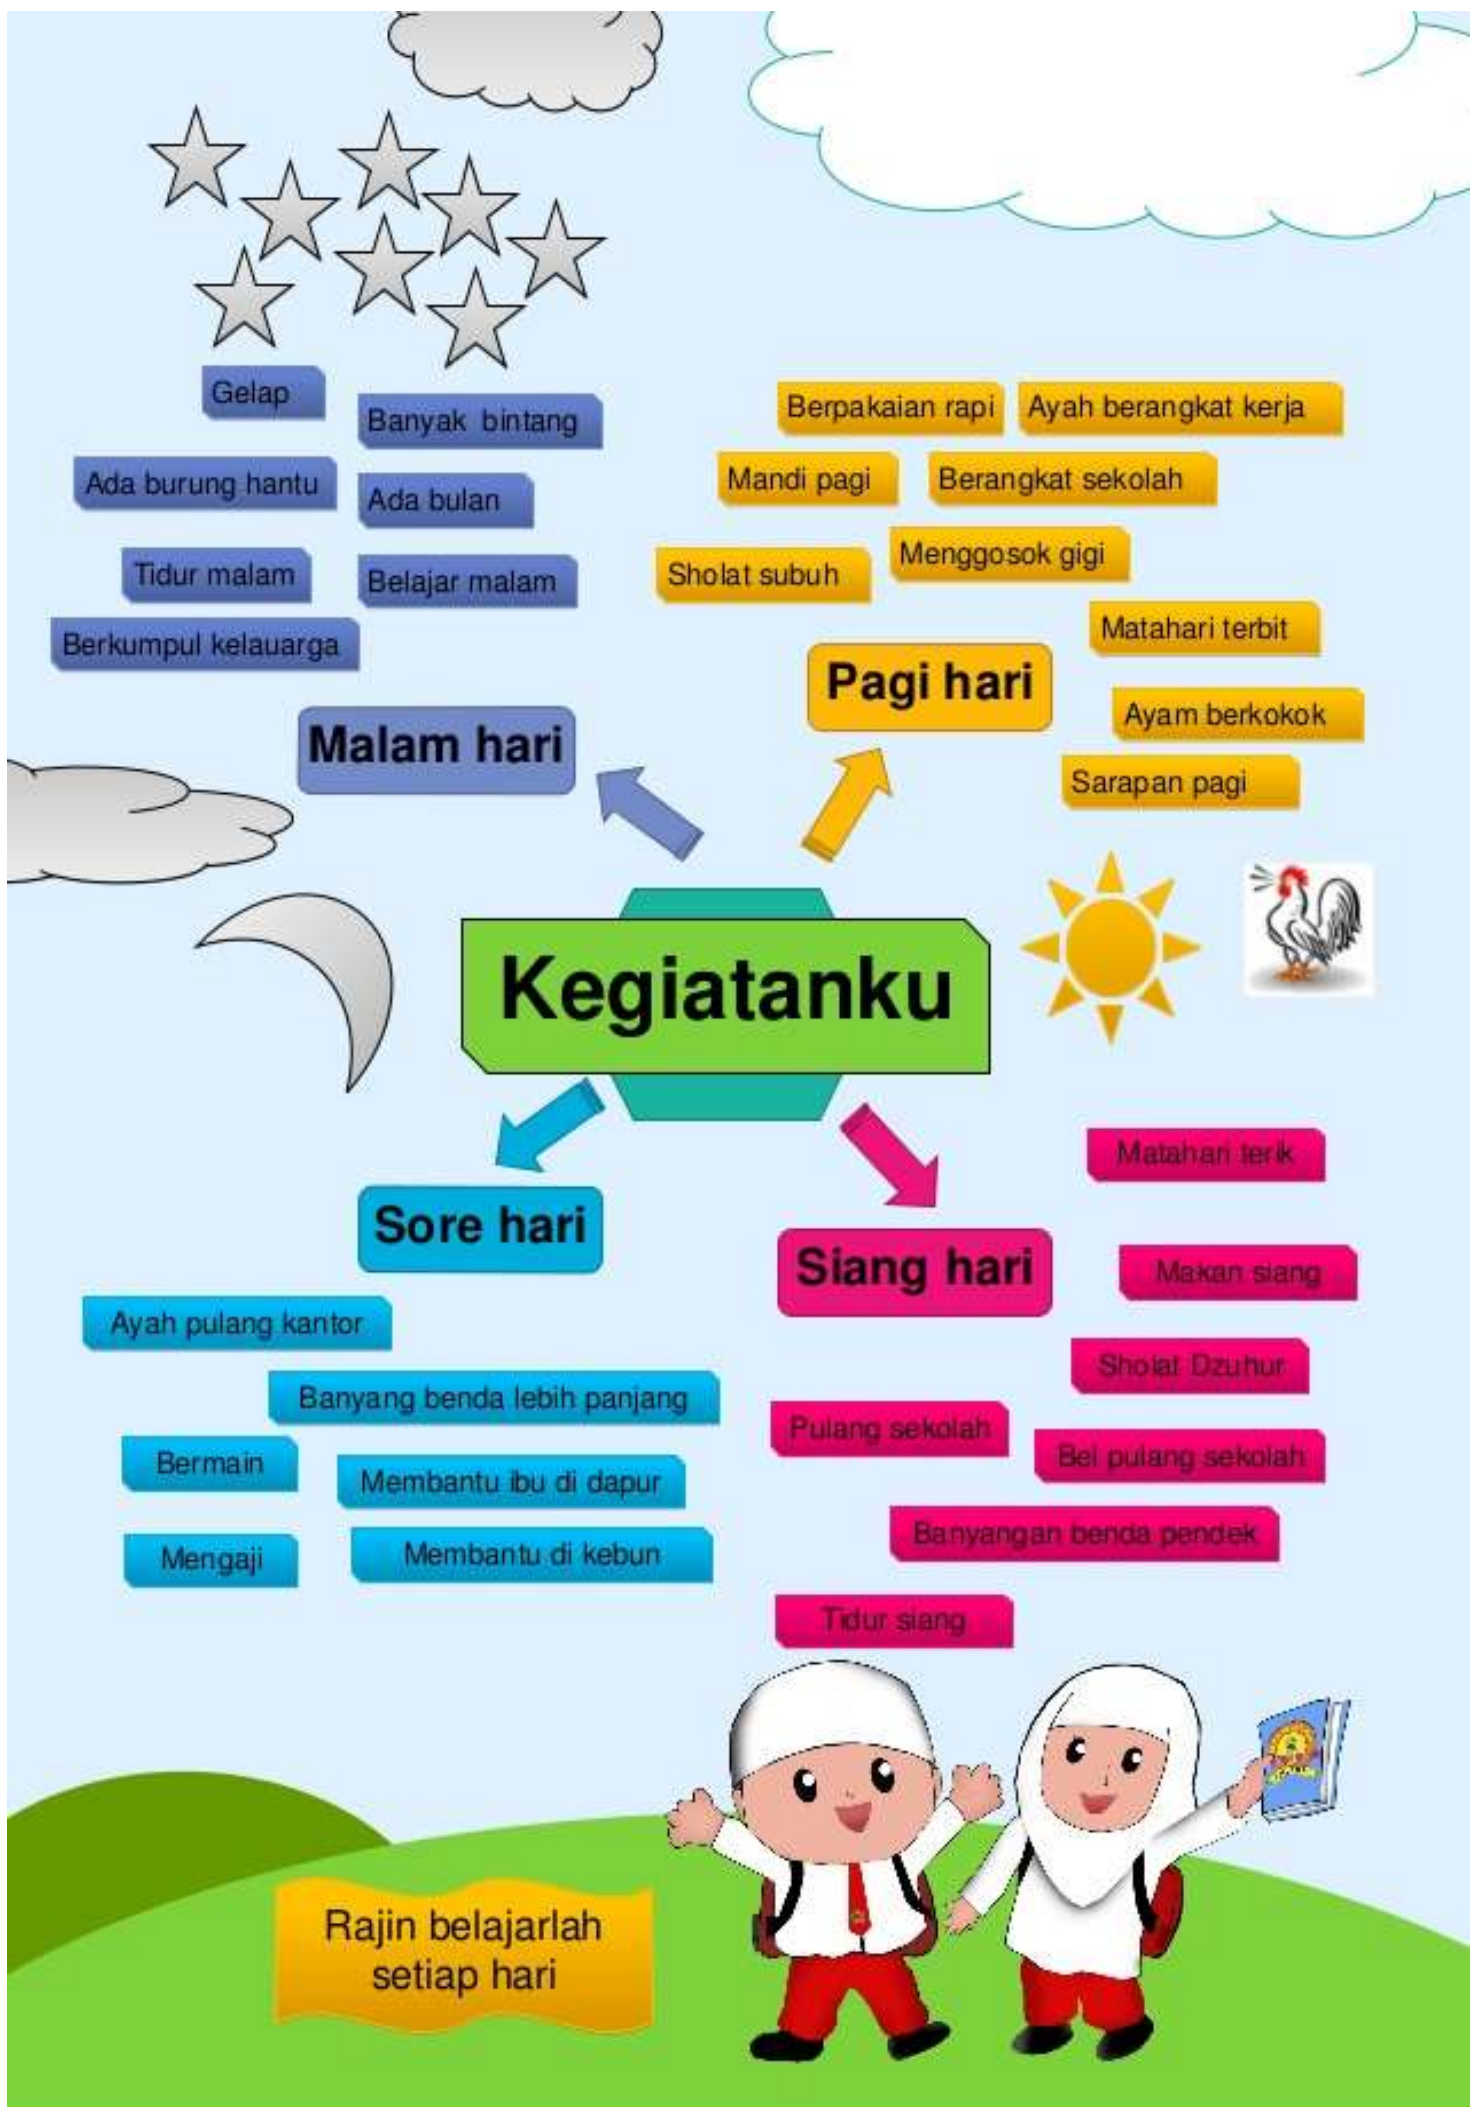 Gelap
Banyak bintang
Ada burung hantu
Ada bulan
Tidur malam
Belajar malam
Berkumpul kelauarga
Malam hari
Berpakaian rapi
Ayah berangkat kerja
Mandi pagi
Berangkat sekolah
Sholat subuh
Menggosok gigi
Matahari terbit
Pagi hari
Ayam berkokok
Sarapan pagi
Kegiatanku
Sore hari
Ayah pulang kantor
Banyang benda lebih panjang
Bermain
Membantu ibu di dapur
Mengaji
Membantu di kebun
Matahari terik
Siang hari
Makan siang
Sholat Dzuhur
Pulang sekolah
Bel pulang sekolah
Banyangan benda pendek
Tidur siang
Rajin belajarlah
setiap hari